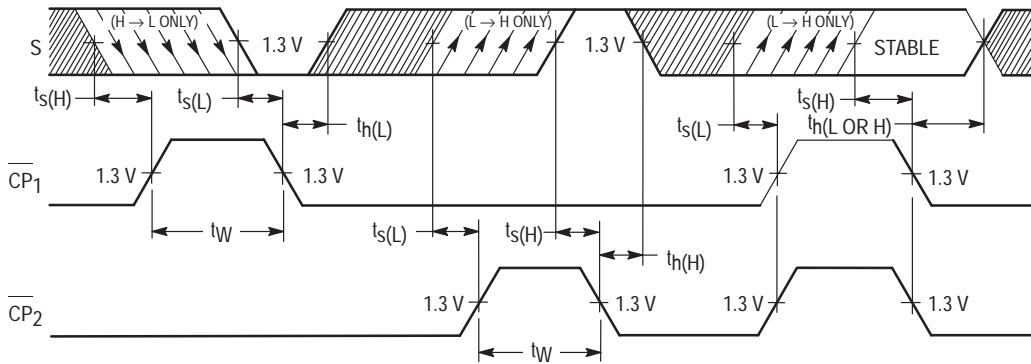 (H → L ONLY)
(L → H ONLY)
(L → H ONLY)
S
1.3 V
1.3 V
STABLE
ts(H)
ts(L)
th(L)
ts(H)
ts(L)
th(L OR H)
CP1
1.3 V
1.3 V
1.3 V
1.3 V
tW
ts(L)
ts(H)
th(H)
CP2
1.3 V
1.3 V
1.3 V
1.3 V
tW